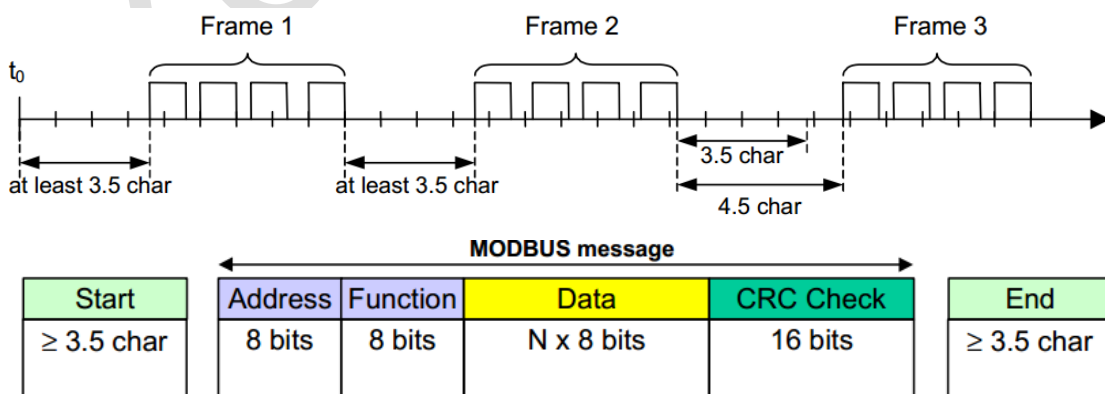 Frame 1 Frame 2 Frame 3
t0
3.5 char
at least 3.5 char at least 3.5 char
4.5 char
MODBUS message
Start Address Function Data CRC Check End
≥ 3.5 char 8 bits 8 bits N x 8 bits 16 bits ≥ 3.5 char